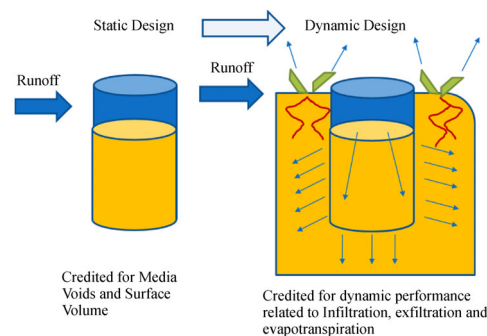 Static Design
Dynamic Design
Runoff
Runoff
Credited for Media
Voids and Surface
Volume
Credited for dynamic performance
related to Infiltration, exfiltration and
evapotranspiration